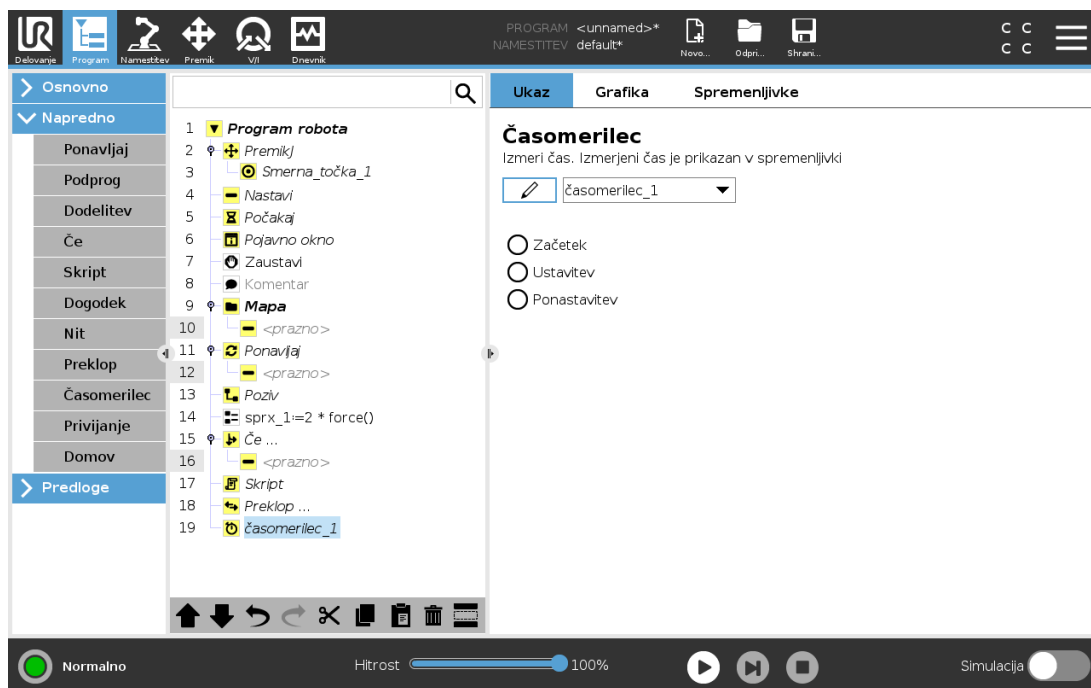 UR
Delovanje
Program
Namestitev
Premik
V/I
Dnevnik
PROGRAM <unnamed>*
NAMESTITEV default*
Novo...
Odpri...
Shrani...
C C
C C
Osnovno
Napredno
Ponavljaj
Podprog
Dodelitev
Če
Skript
Dogodek
Nit
Preklop
Časomerilec
Privijanje
Domov
Predloge
1 Program robota
2 PremikJ
3 Smerna_točka_1
4 Nastavi
5 Počakaj
6 Pojavno okno
7 Zaustavi
8 Komentar
9 Mapa
10 <prazno>
11 Ponavljaj
12 <prazno>
13 Poziv
14 sprx_1:=2 * force()
15 Če ...
16 <prazno>
17 Skript
18 Preklop ...
19 časomerilec_1
Ukaz Grafika Spremenljivke
Časomerilec
Izmeri čas. Izmerjeni čas je prikazan v spremenljivki
časomerilec_1
Začetek
Ustavitev
Ponastavitev
Normalno
Hitrost 100%
Simulacija